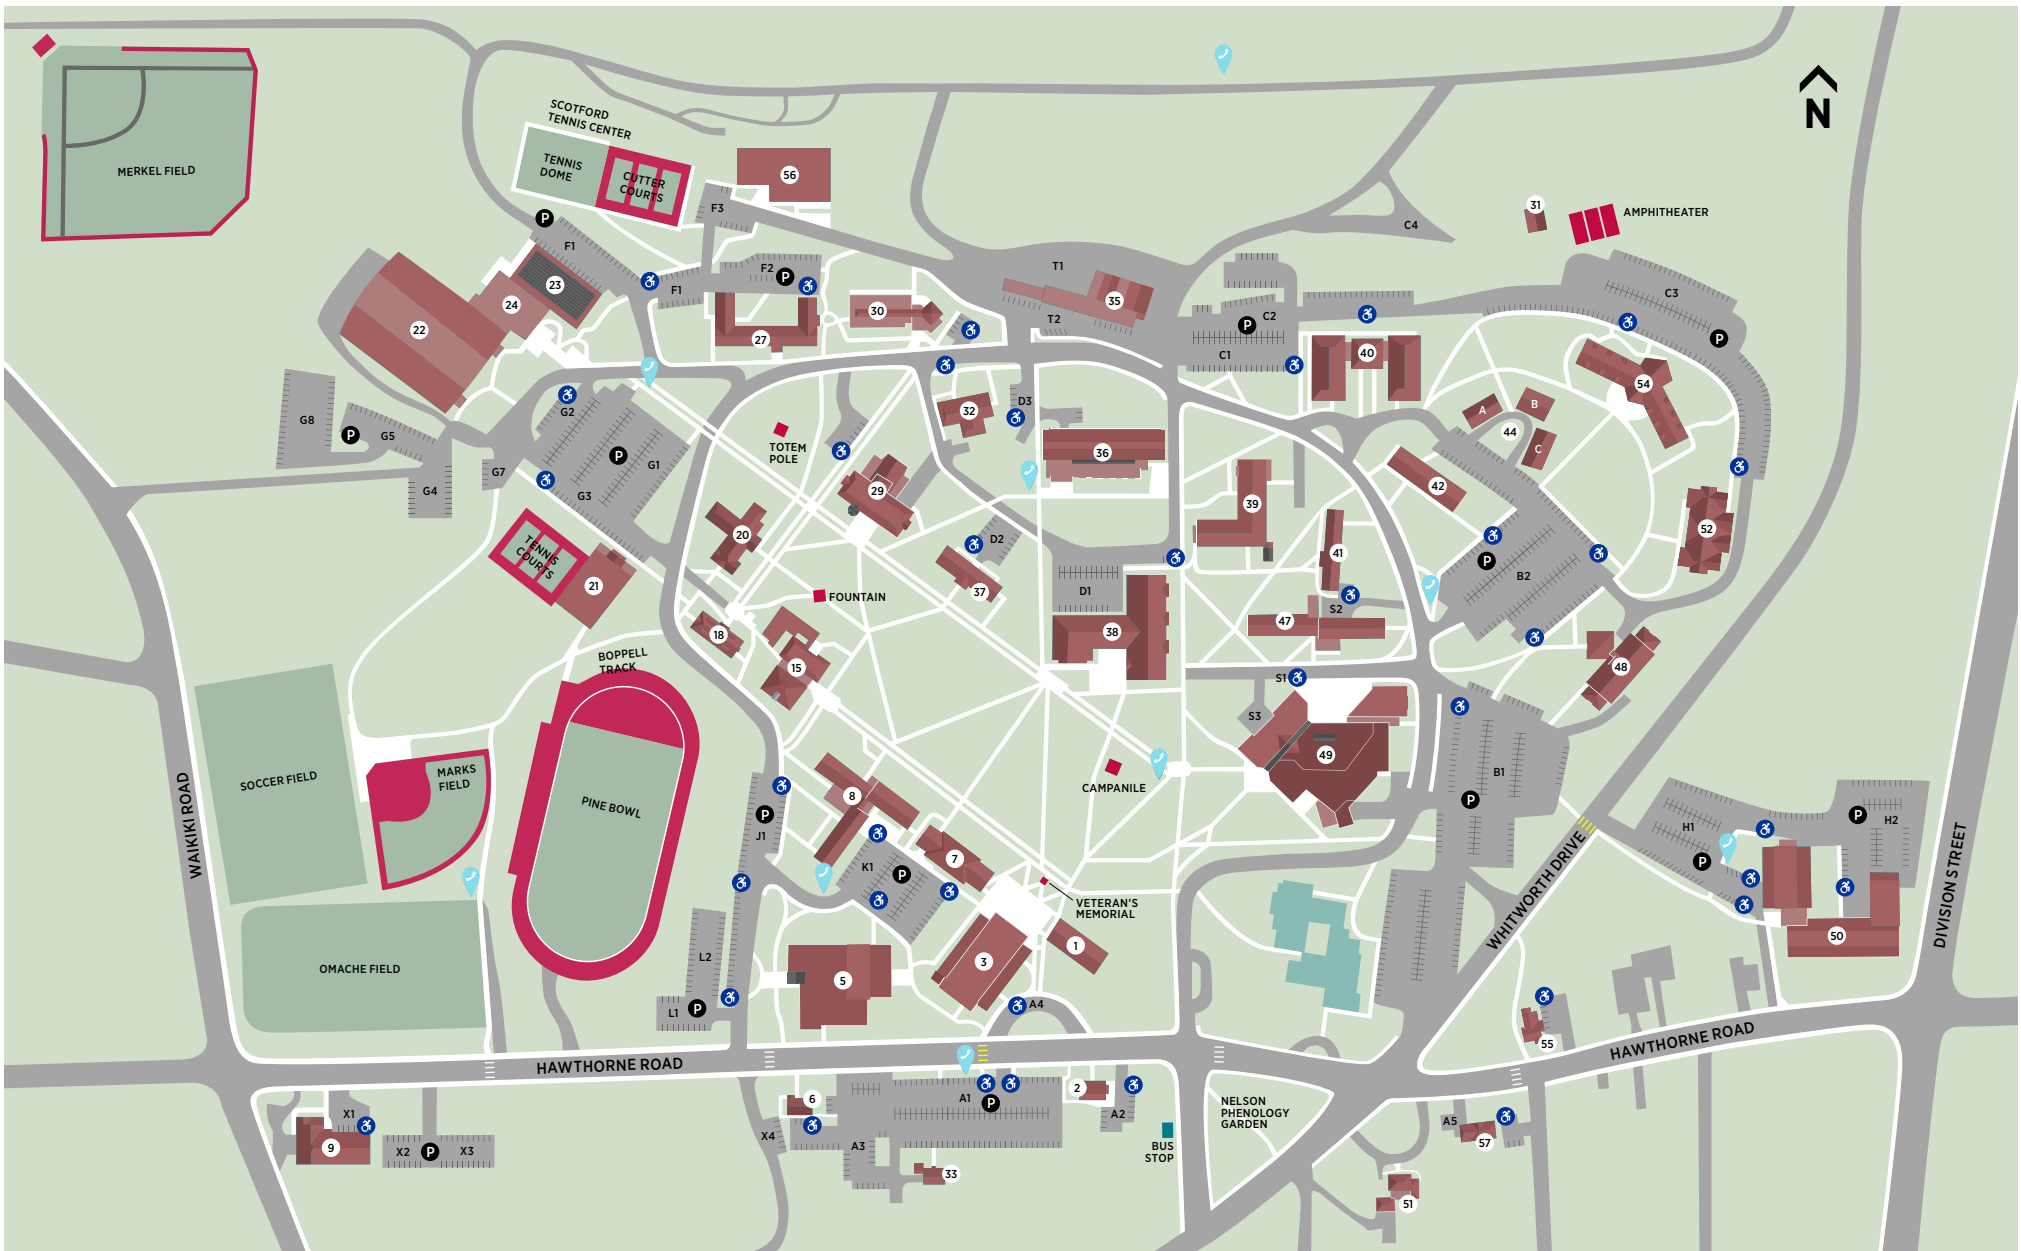 SCOTFORD
TENNIS CENTER
TENNIS
DOME
CUTTER
COURTS
56
N
MERKEL FIELD
31
AMPHITHEATER
F3
C4
P
F1
F2
P
T1
23
24
F1
35
C3
22
30
27
T2
C2
P
C1
40
P
54
G2
G8
P
G5
G1
P
G7
G4
G3
TOTEM
POLE
32
D3
36
29
A
B
44
C
42
39
52
20
D2
TENNIS
COURTS
21
37
D1
41
P
B2
S2
FOUNTAIN
18
38
47
15
48
BOPPELL
TRACK
S1
S3
49
SOCCER FIELD
MARKS
FIELD
PINE BOWL
WAIKIKI ROAD
CAMPANILE
B1
P
8
P
J1
K1
P
7
H1
P
P
H2
VETERAN'S
MEMORIAL
WHITWORTH DRIVE
DIVISION STREET
OMACHE FIELD
L2
L1
P
5
3
1
50
A4
55
HAWTHORNE ROAD
HAWTHORNE ROAD
X1
9
X2
P
X3
6
X4
A1
P
A3
2
A2
33
BUS
STOP
NELSON
PHENOLOGY
GARDEN
A5
57
51